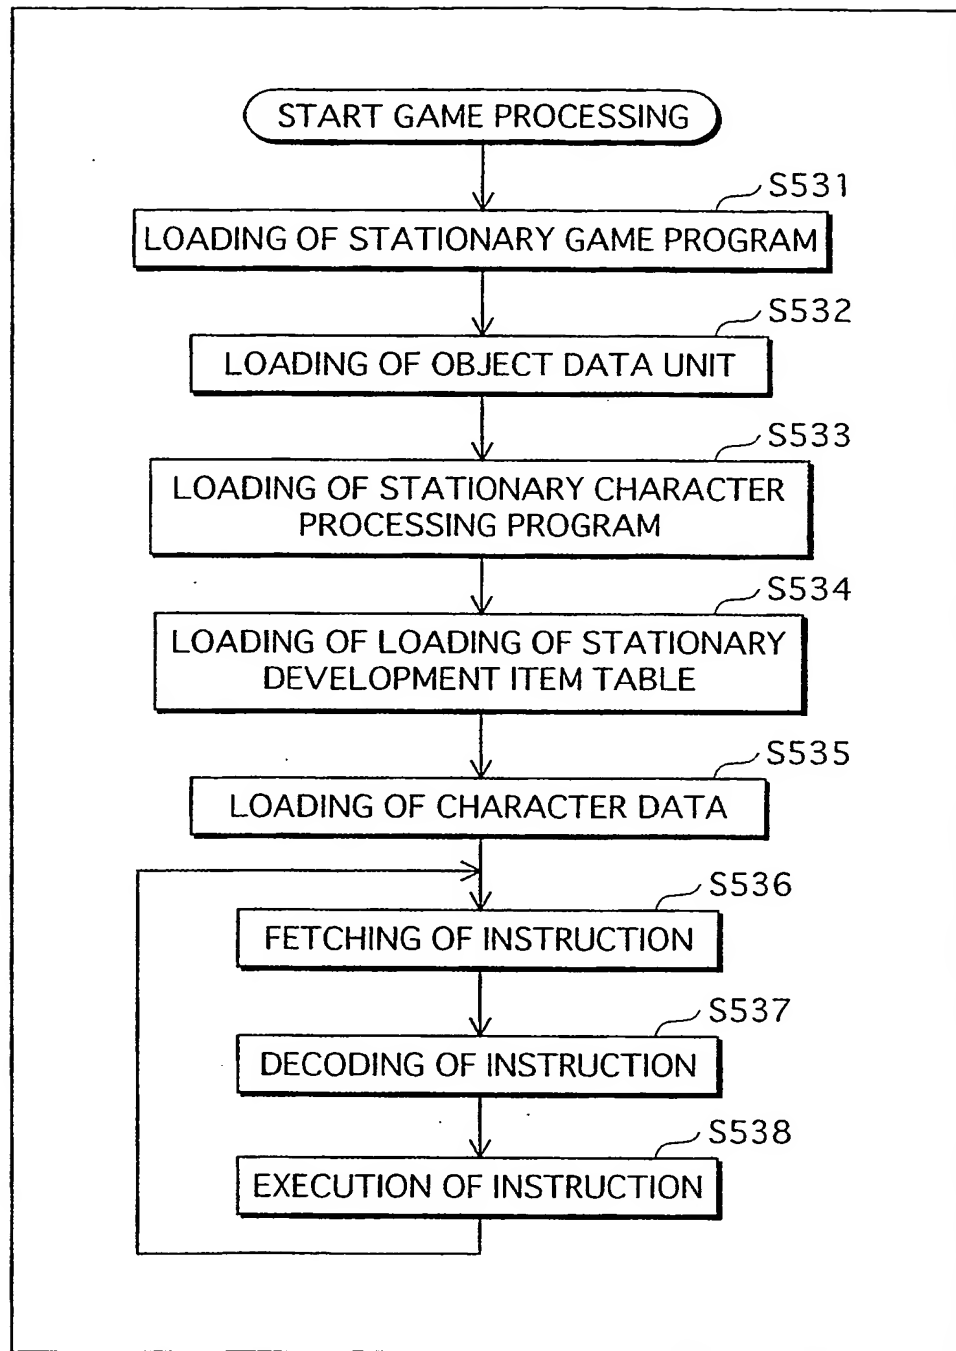 START GAME PROCESSING
S531
LOADING OF STATIONARY GAME PROGRAM
S532
LOADING OF OBJECT DATA UNIT
S533
LOADING OF STATIONARY CHARACTER
PROCESSING PROGRAM
S534
LOADING OF LOADING OF STATIONARY
DEVELOPMENT ITEM TABLE
S535
LOADING OF CHARACTER DATA
S536
FETCHING OF INSTRUCTION
S537
DECODING OF INSTRUCTION
S538
EXECUTION OF INSTRUCTION